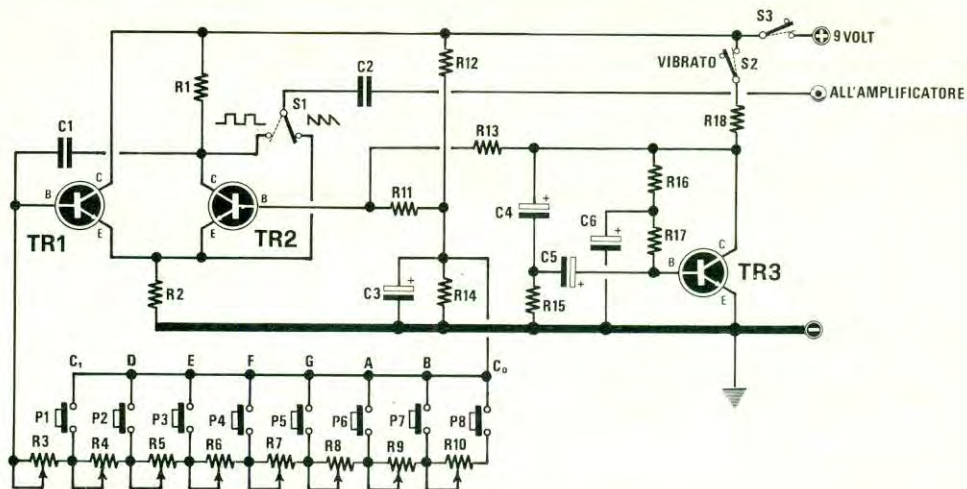 S3
9 VOLT
R12
VIBRATO S2
C2
R1
S1
ALL'AMPLIFICATORE
R18
C1
R13
C C C
B R11 B R16
E E C4 C6
TR1 TR2 R17
C5 C
B TR3
R2 C3 R14 R15 E
C₁ D E F G A B C₀
P1 P2 P3 P4 P5 P6 P7 P8
R3 R4 R5 R6 R7 R8 R9 R10